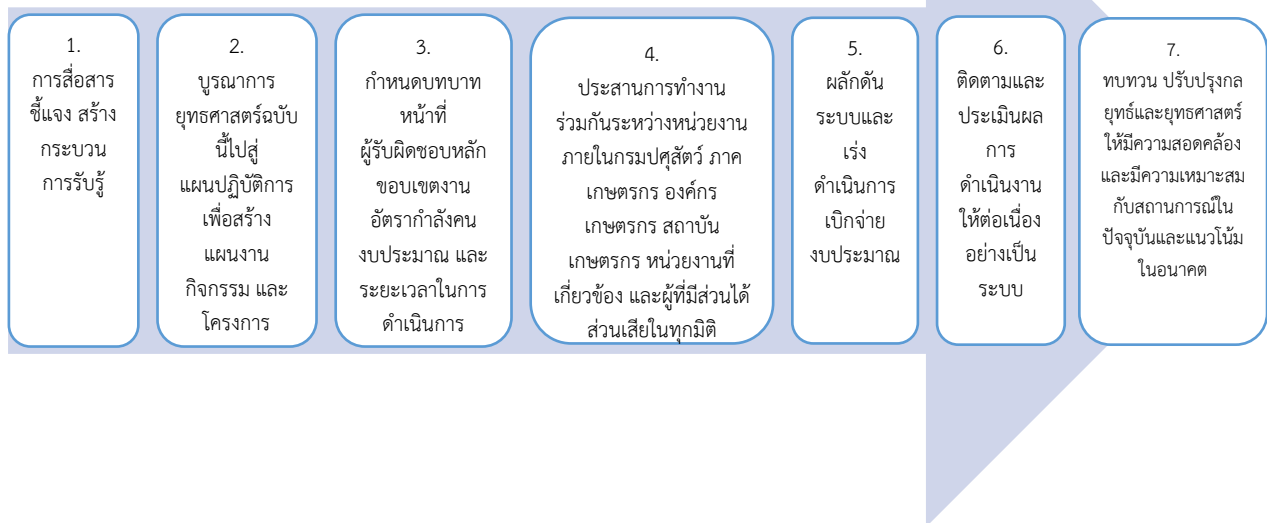 1.
การสื่อสาร
ชี้แจง สร้าง
กระบวน
การรับรู้
2.
บูรณาการ
ยุทธศาสตร์ฉบับ
นี้ไปสู่
แผนปฏิบัติการ
เพื่อสร้าง
แผนงาน
กิจกรรม และ
โครงการ
3.
กำหนดบทบาท
หน้าที่
ผู้รับผิดชอบหลัก
ขอบเขตงาน
อัตรากำลังคน
งบประมาณ และ
ระยะเวลาในการ
ดำเนินการ
4.
ประสานการทำงาน
ร่วมกันระหว่างหน่วยงาน
ภายในกรมปศุสัตว์ ภาค
เกษตรกร องค์กร
เกษตรกร สถาบัน
เกษตรกร หน่วยงานที่
เกี่ยวข้อง และผู้ที่มีส่วนได้
ส่วนเสียในทุกมิติ
5.
ผลักดัน
ระบบและ
เร่ง
ดำเนินการ
เบิกจ่าย
งบประมาณ
6.
ติดตามและ
ประเมินผล
การ
ดำเนินงาน
ให้ต่อเนื่อง
อย่างเป็น
ระบบ
7.
ทบทวน ปรับปรุงกล
ยุทธ์และยุทธศาสตร์
ให้มีความสอดคล้อง
และมีความเหมาะสม
กับสถานการณ์ใน
ปัจจุบันและแนวโน้ม
ในอนาคต